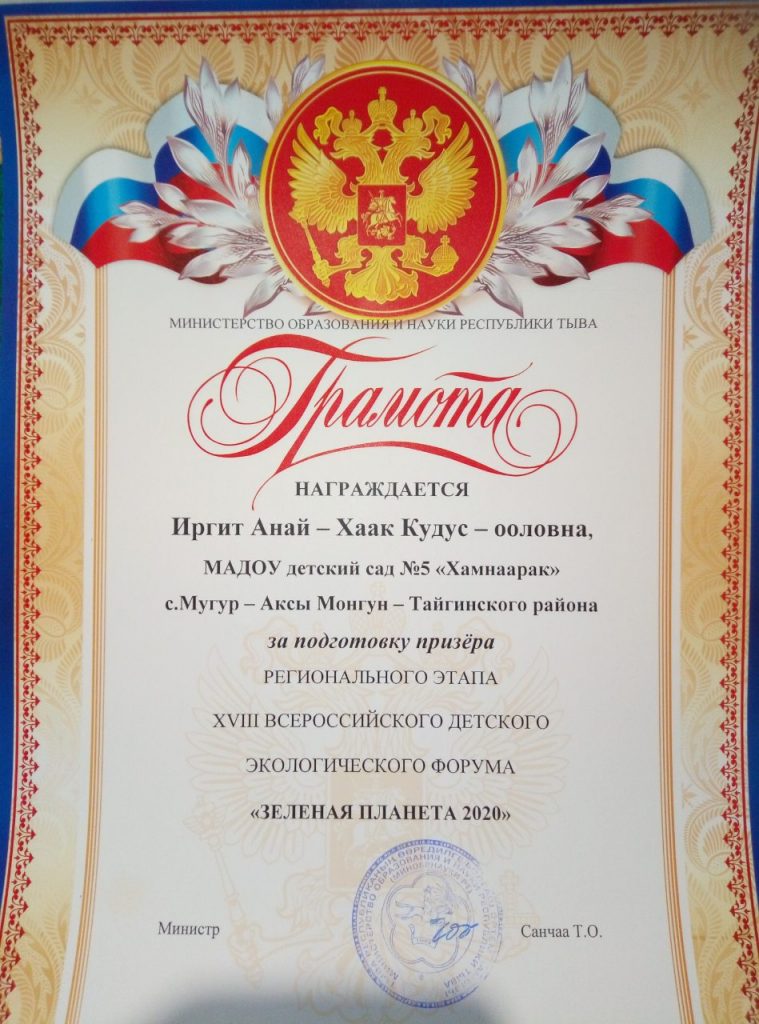 МИНИСТЕРСТВО ОБРАЗОВАНИЯ И НАУКИ РЕСПУБЛИКИ ТЫВА
Грамота
НАГРАЖДАЕТСЯ
Иргит Анай – Хаак Кудус – ооловна,
МАДОУ детский сад №5 «Хамнаарак»
с.Мугур – Аксы Монгун – Тайгинского района
за подготовку призёра
РЕГИОНАЛЬНОГО ЭТАПА
XVIII ВСЕРОССИЙСКОГО ДЕТСКОГО
ЭКОЛОГИЧЕСКОГО ФОРУМА
«ЗЕЛЕНАЯ ПЛАНЕТА 2020»
Министр
Санчаа Т.О.